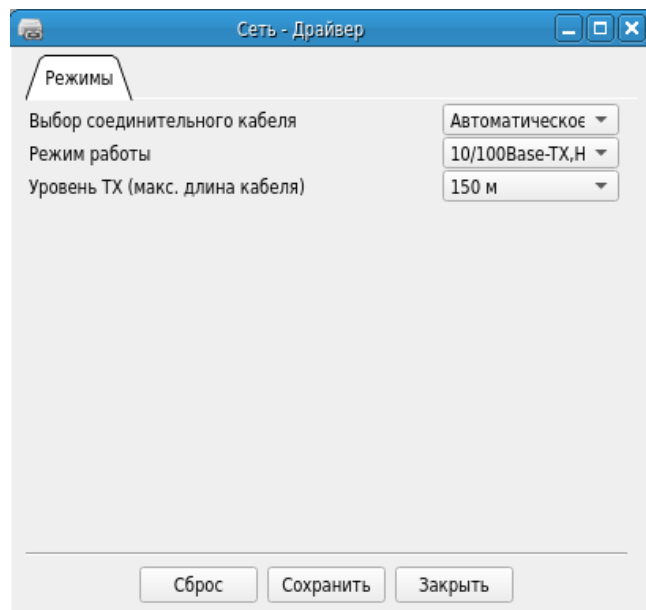 Сеть - Драйвер
Режимы
Выбор соединительного кабеля Автоматическое
Режим работы 10/100Base-TX,H
Уровень TX (макс. длина кабеля) 150 м
Сброс Сохранить Закрыть